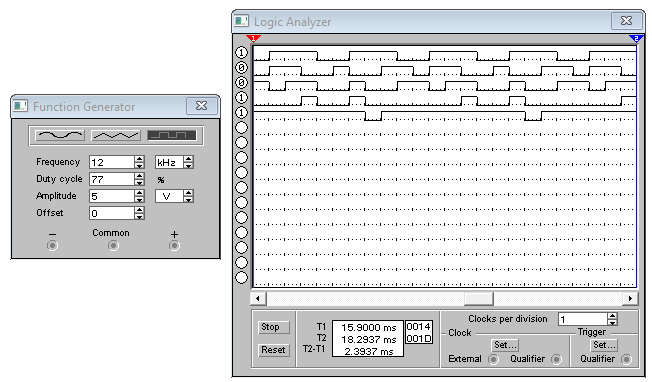 Logic Analyzer
1
2
1
0
0
1
1
Function Generator
Frequency 12 kHz
Duty cycle 77 %
Amplitude 5 V
Offset 0
− Common +
Stop
Reset
T1 15.9000 ms 0014
T2 18.2937 ms 001D
T2-T1 2.3937 ms
Clocks per division 1
Clock
Set...
External Qualifier
Trigger
Set...
Qualifier